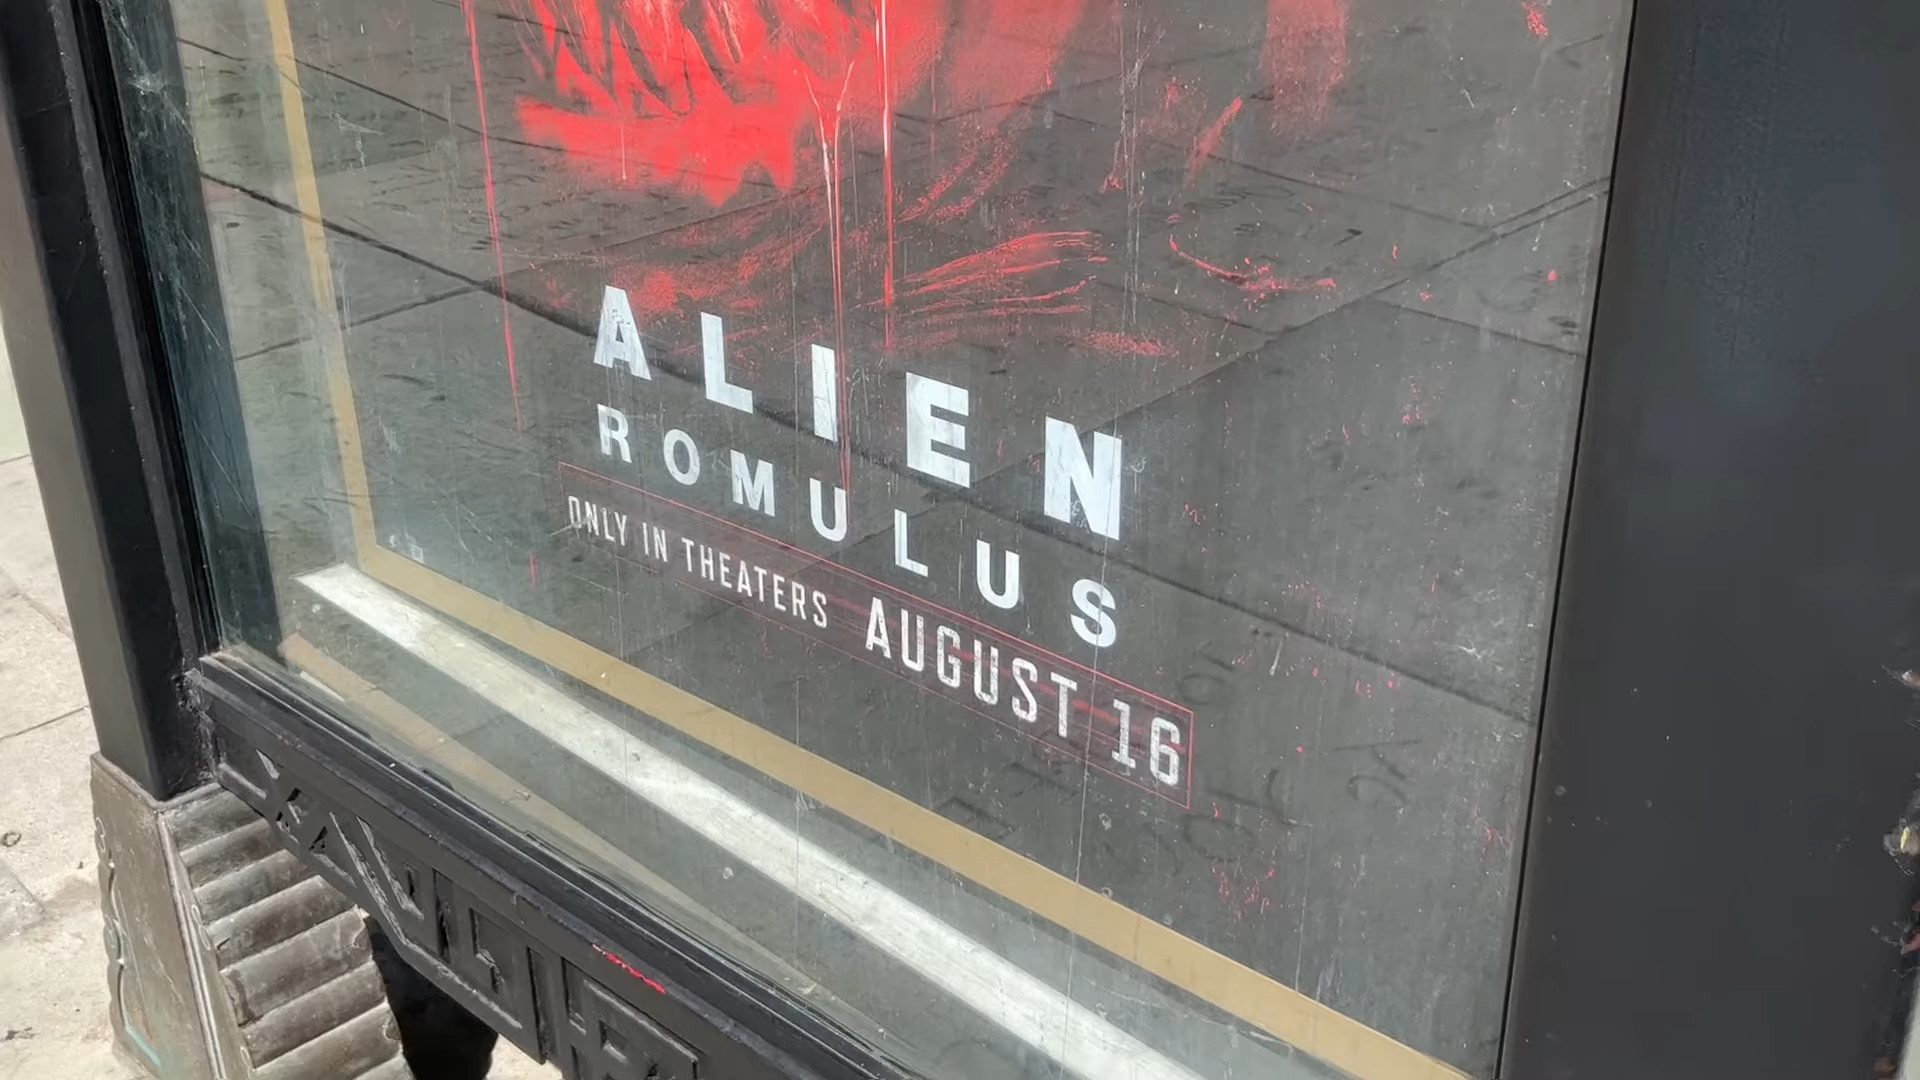 ALIEN
ROMULUS
ONLY IN THEATERS AUGUST 16